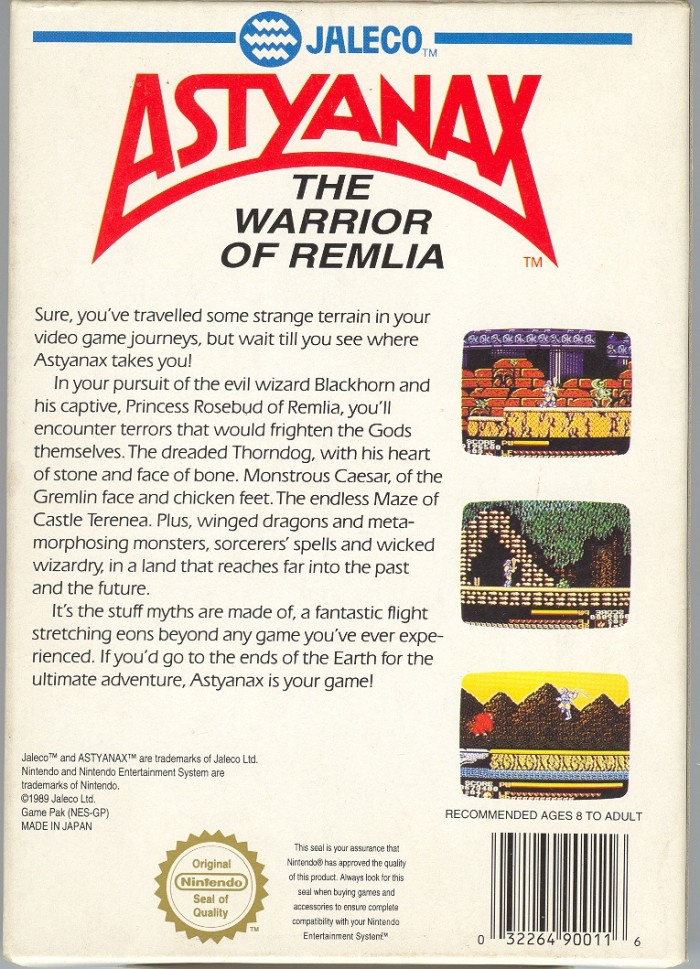 JALECO TM
ASTYANAX
THE
WARRIOR
OF REMLIA
TM
Sure, you've travelled some strange terrain in your
video game journeys, but wait till you see where
Astyanax takes you!
In your pursuit of the evil wizard Blackhorn and
his captive, Princess Rosebud of Remlia, you'll
encounter terrors that would frighten the Gods
themselves. The dreaded Thorndog, with his heart
of stone and face of bone. Monstrous Caesar, of the
Gremlin face and chicken feet. The endless Maze of
Castle Terenea. Plus, winged dragons and meta-
morphosing monsters, sorcerers' spells and wicked
wizardry, in a land that reaches far into the past
and the future.
It's the stuff myths are made of, a fantastic flight
stretching eons beyond any game you've ever expe-
rienced. If you'd go to the ends of the Earth for the
ultimate adventure, Astyanax is your game!
SCORE
Jaleco™ and ASTYANAX™ are trademarks of Jaleco Ltd.
Nintendo and Nintendo Entertainment System are
trademarks of Nintendo.
©1989 Jaleco Ltd.
Game Pak (NES-GP)
MADE IN JAPAN
RECOMMENDED AGES 8 TO ADULT
Original
Nintendo
Seal of
Quality
TM
This seal is your assurance that
Nintendo® has approved the quality
of this product. Always look for this
seal when buying games and
accessories to ensure complete
compatibility with your Nintendo
Entertainment System™
0 32264 90011 6